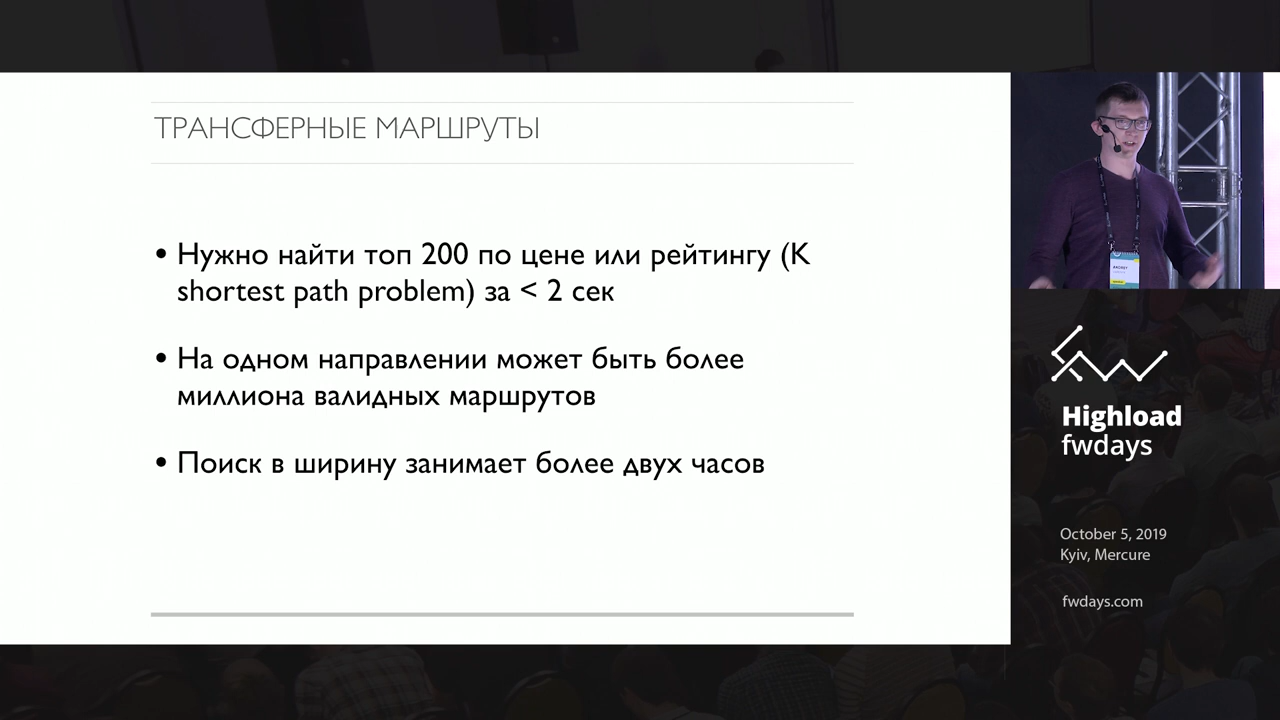 ТРАНСФЕРНЫЕ МАРШРУТЫ
• Нужно найти топ 200 по цене или рейтингу (K
shortest path problem) за < 2 сек
• На одном направлении может быть более
миллиона валидных маршрутов
• Поиск в ширину занимает более двух часов
Highload
fwdays
October 5, 2019
Kyiv, Mercure
fwdays.com